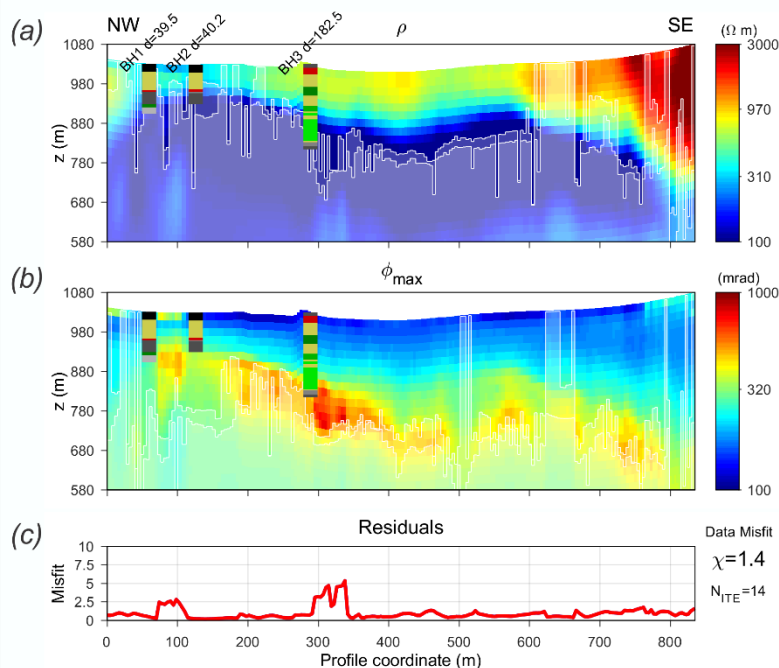 (a)
NW
BH1 d=39.5
BH2 d=40.2
BH3 d=182.5
ρ
SE
(Ω m)
z (m)
1080
980
880
780
680
580
3000
970
310
100
(b)
ϕmax
(mrad)
z (m)
1080
980
880
780
680
580
1000
560
320
180
100
(c)
Residuals
Data Misfit
χ=1.4
N_ITE=14
Misfit
10
7.5
5
2.5
0
0 100 200 300 400 500 600 700 800
Profile coordinate (m)